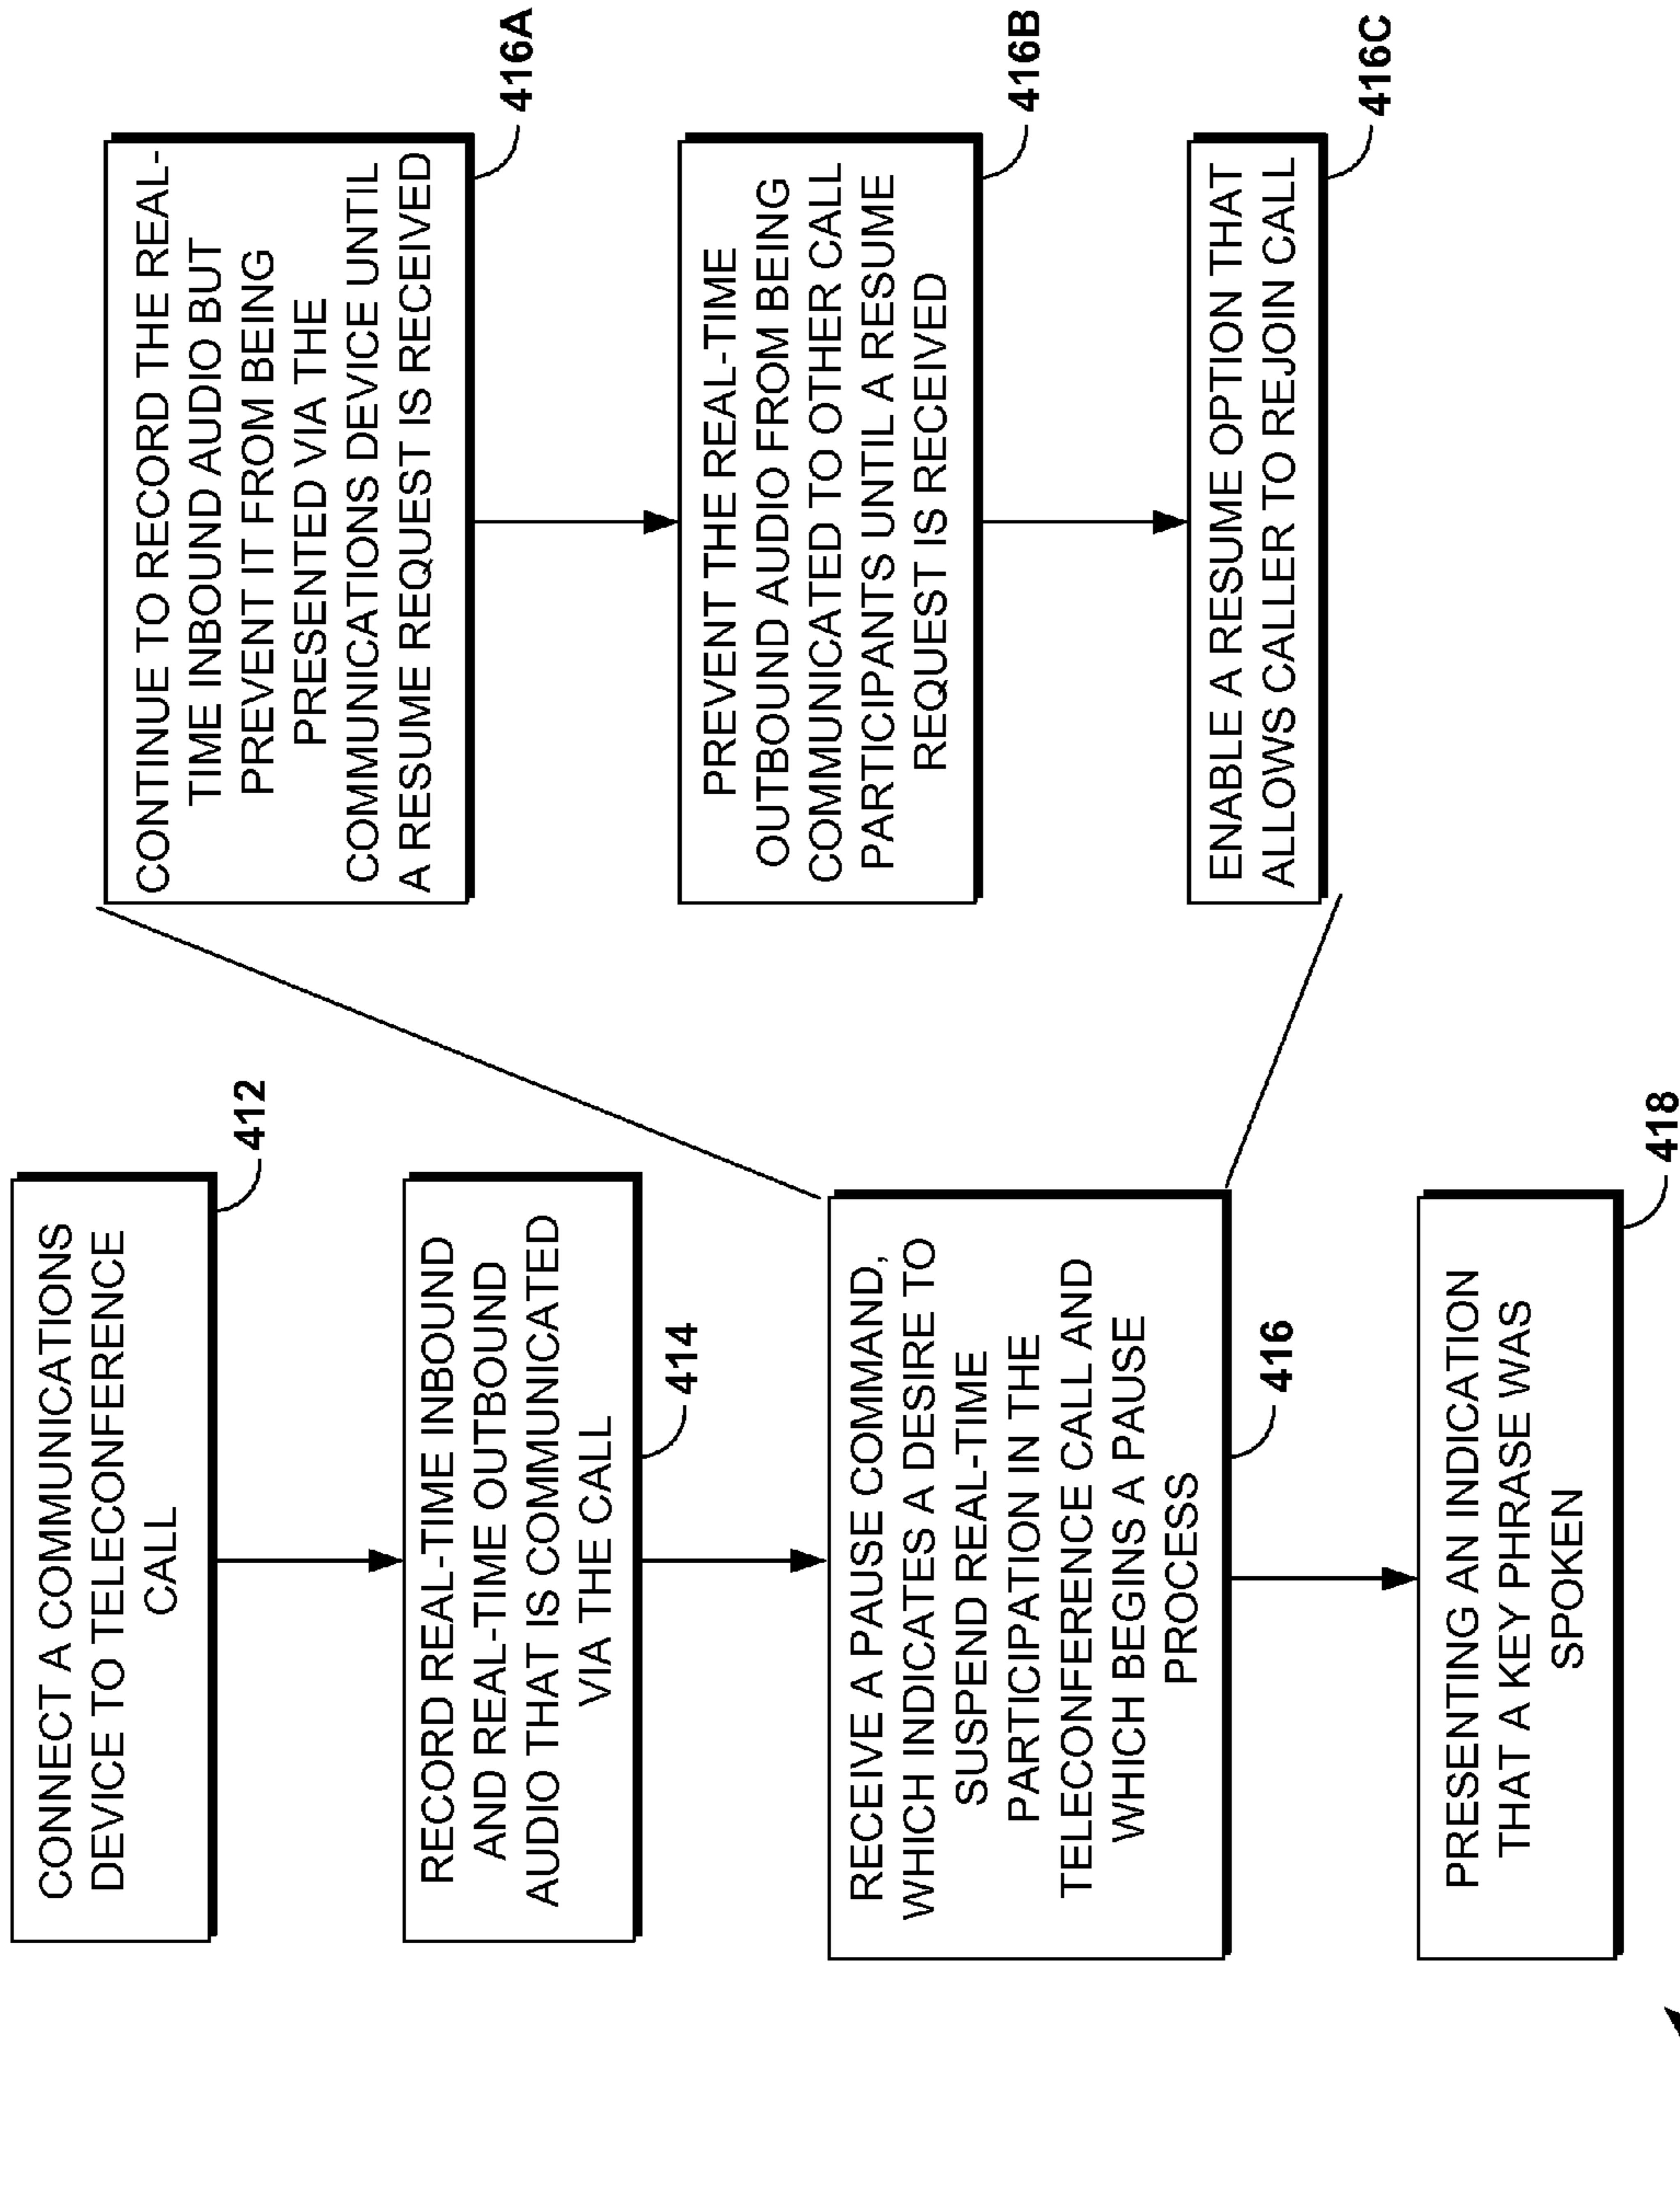 CONNECT A COMMUNICATIONS
DEVICE TO TELECONFERENCE
CALL
412
RECORD REAL-TIME INBOUND
AND REAL-TIME OUTBOUND
AUDIO THAT IS COMMUNICATED
VIA THE CALL
414
RECEIVE A PAUSE COMMAND,
WHICH INDICATES A DESIRE TO
SUSPEND REAL-TIME
PARTICIPATION IN THE
TELECONFERENCE CALL AND
WHICH BEGINS A PAUSE
PROCESS
416
PRESENTING AN INDICATION
THAT A KEY PHRASE WAS
SPOKEN
418
CONTINUE TO RECORD THE REAL-
TIME INBOUND AUDIO BUT
PREVENT IT FROM BEING
PRESENTED VIA THE
COMMUNICATIONS DEVICE UNTIL
A RESUME REQUEST IS RECEIVED
416A
PREVENT THE REAL-TIME
OUTBOUND AUDIO FROM BEING
COMMUNICATED TO OTHER CALL
PARTICIPANTS UNTIL A RESUME
REQUEST IS RECEIVED
416B
ENABLE A RESUME OPTION THAT
ALLOWS CALLER TO REJOIN CALL
416C